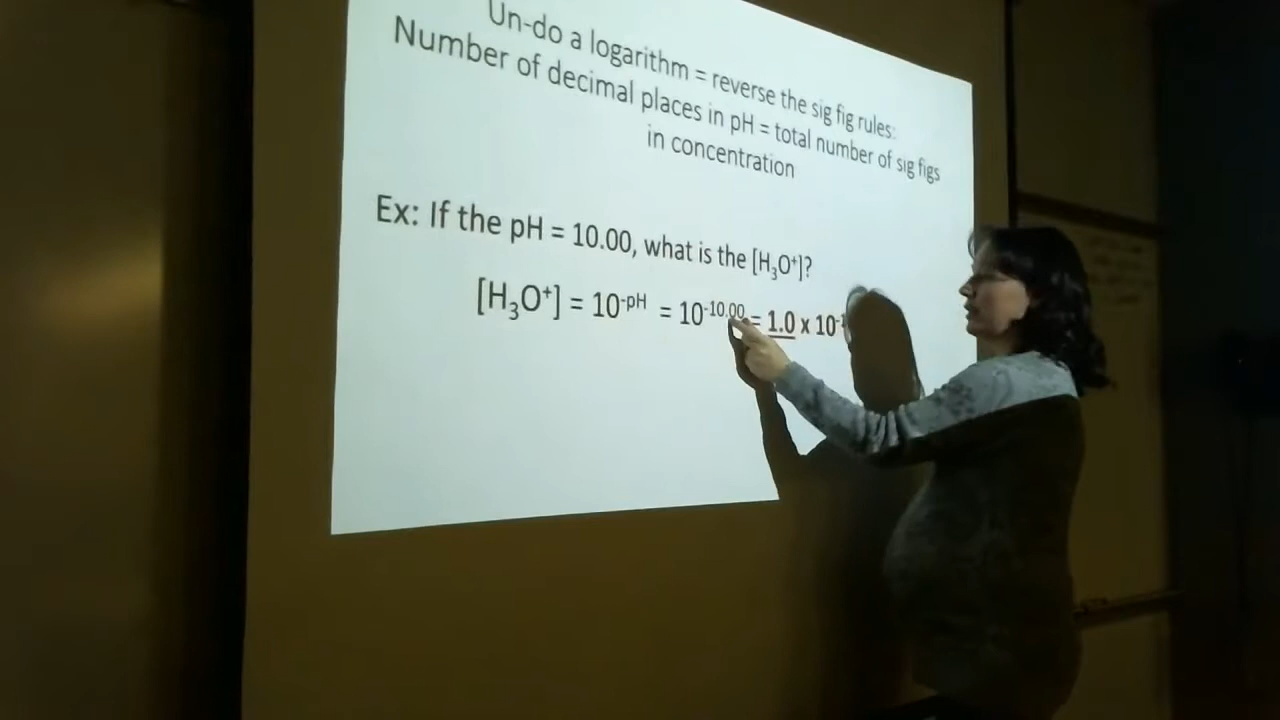 Un-do a logarithm = reverse the sig fig rules:
Number of decimal places in pH = total number of sig figs
in concentration
Ex: If the pH = 10.00, what is the [H₃O⁺]?
[H₃O⁺] = 10⁻ᵖᴴ = 10⁻¹⁰·⁰⁰ = 1.0 x 10⁻¹